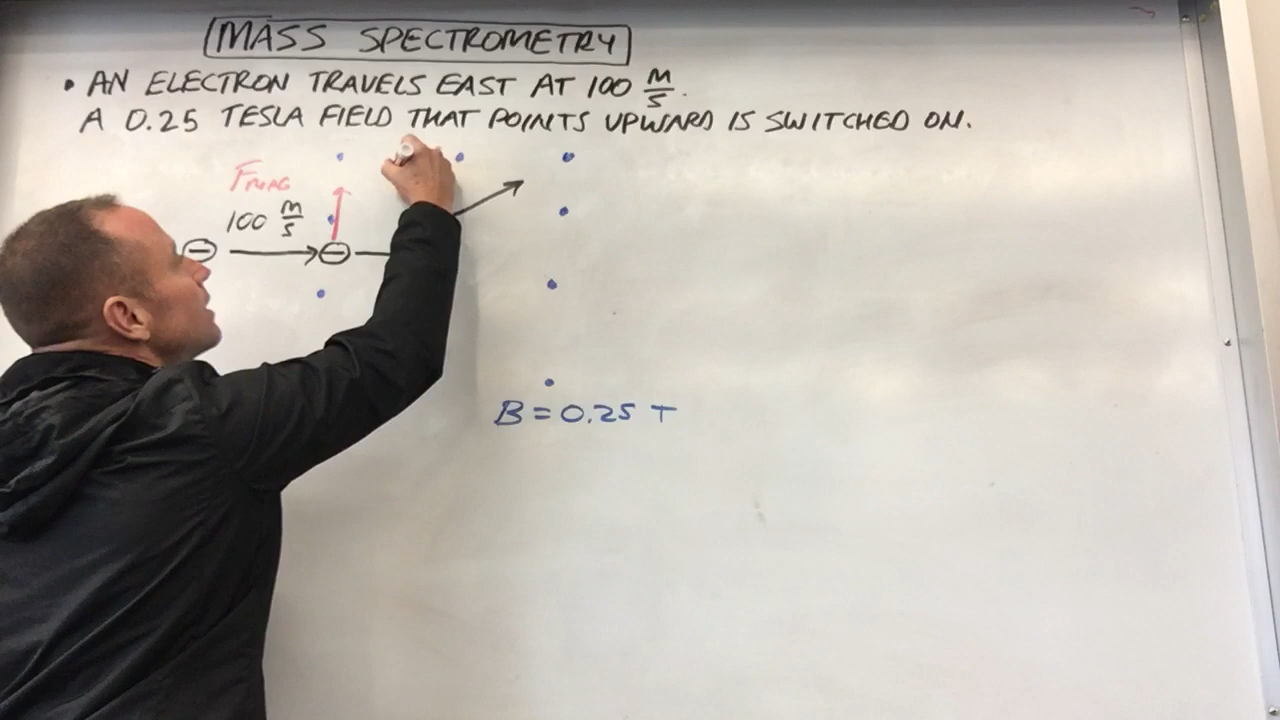 MASS SPECTROMETRY
• AN ELECTRON TRAVELS EAST AT 100 M/S.
A 0.25 TESLA FIELD THAT POINTS UPWARD IS SWITCHED ON.
FMAG
100 M/S
B = 0.25 T